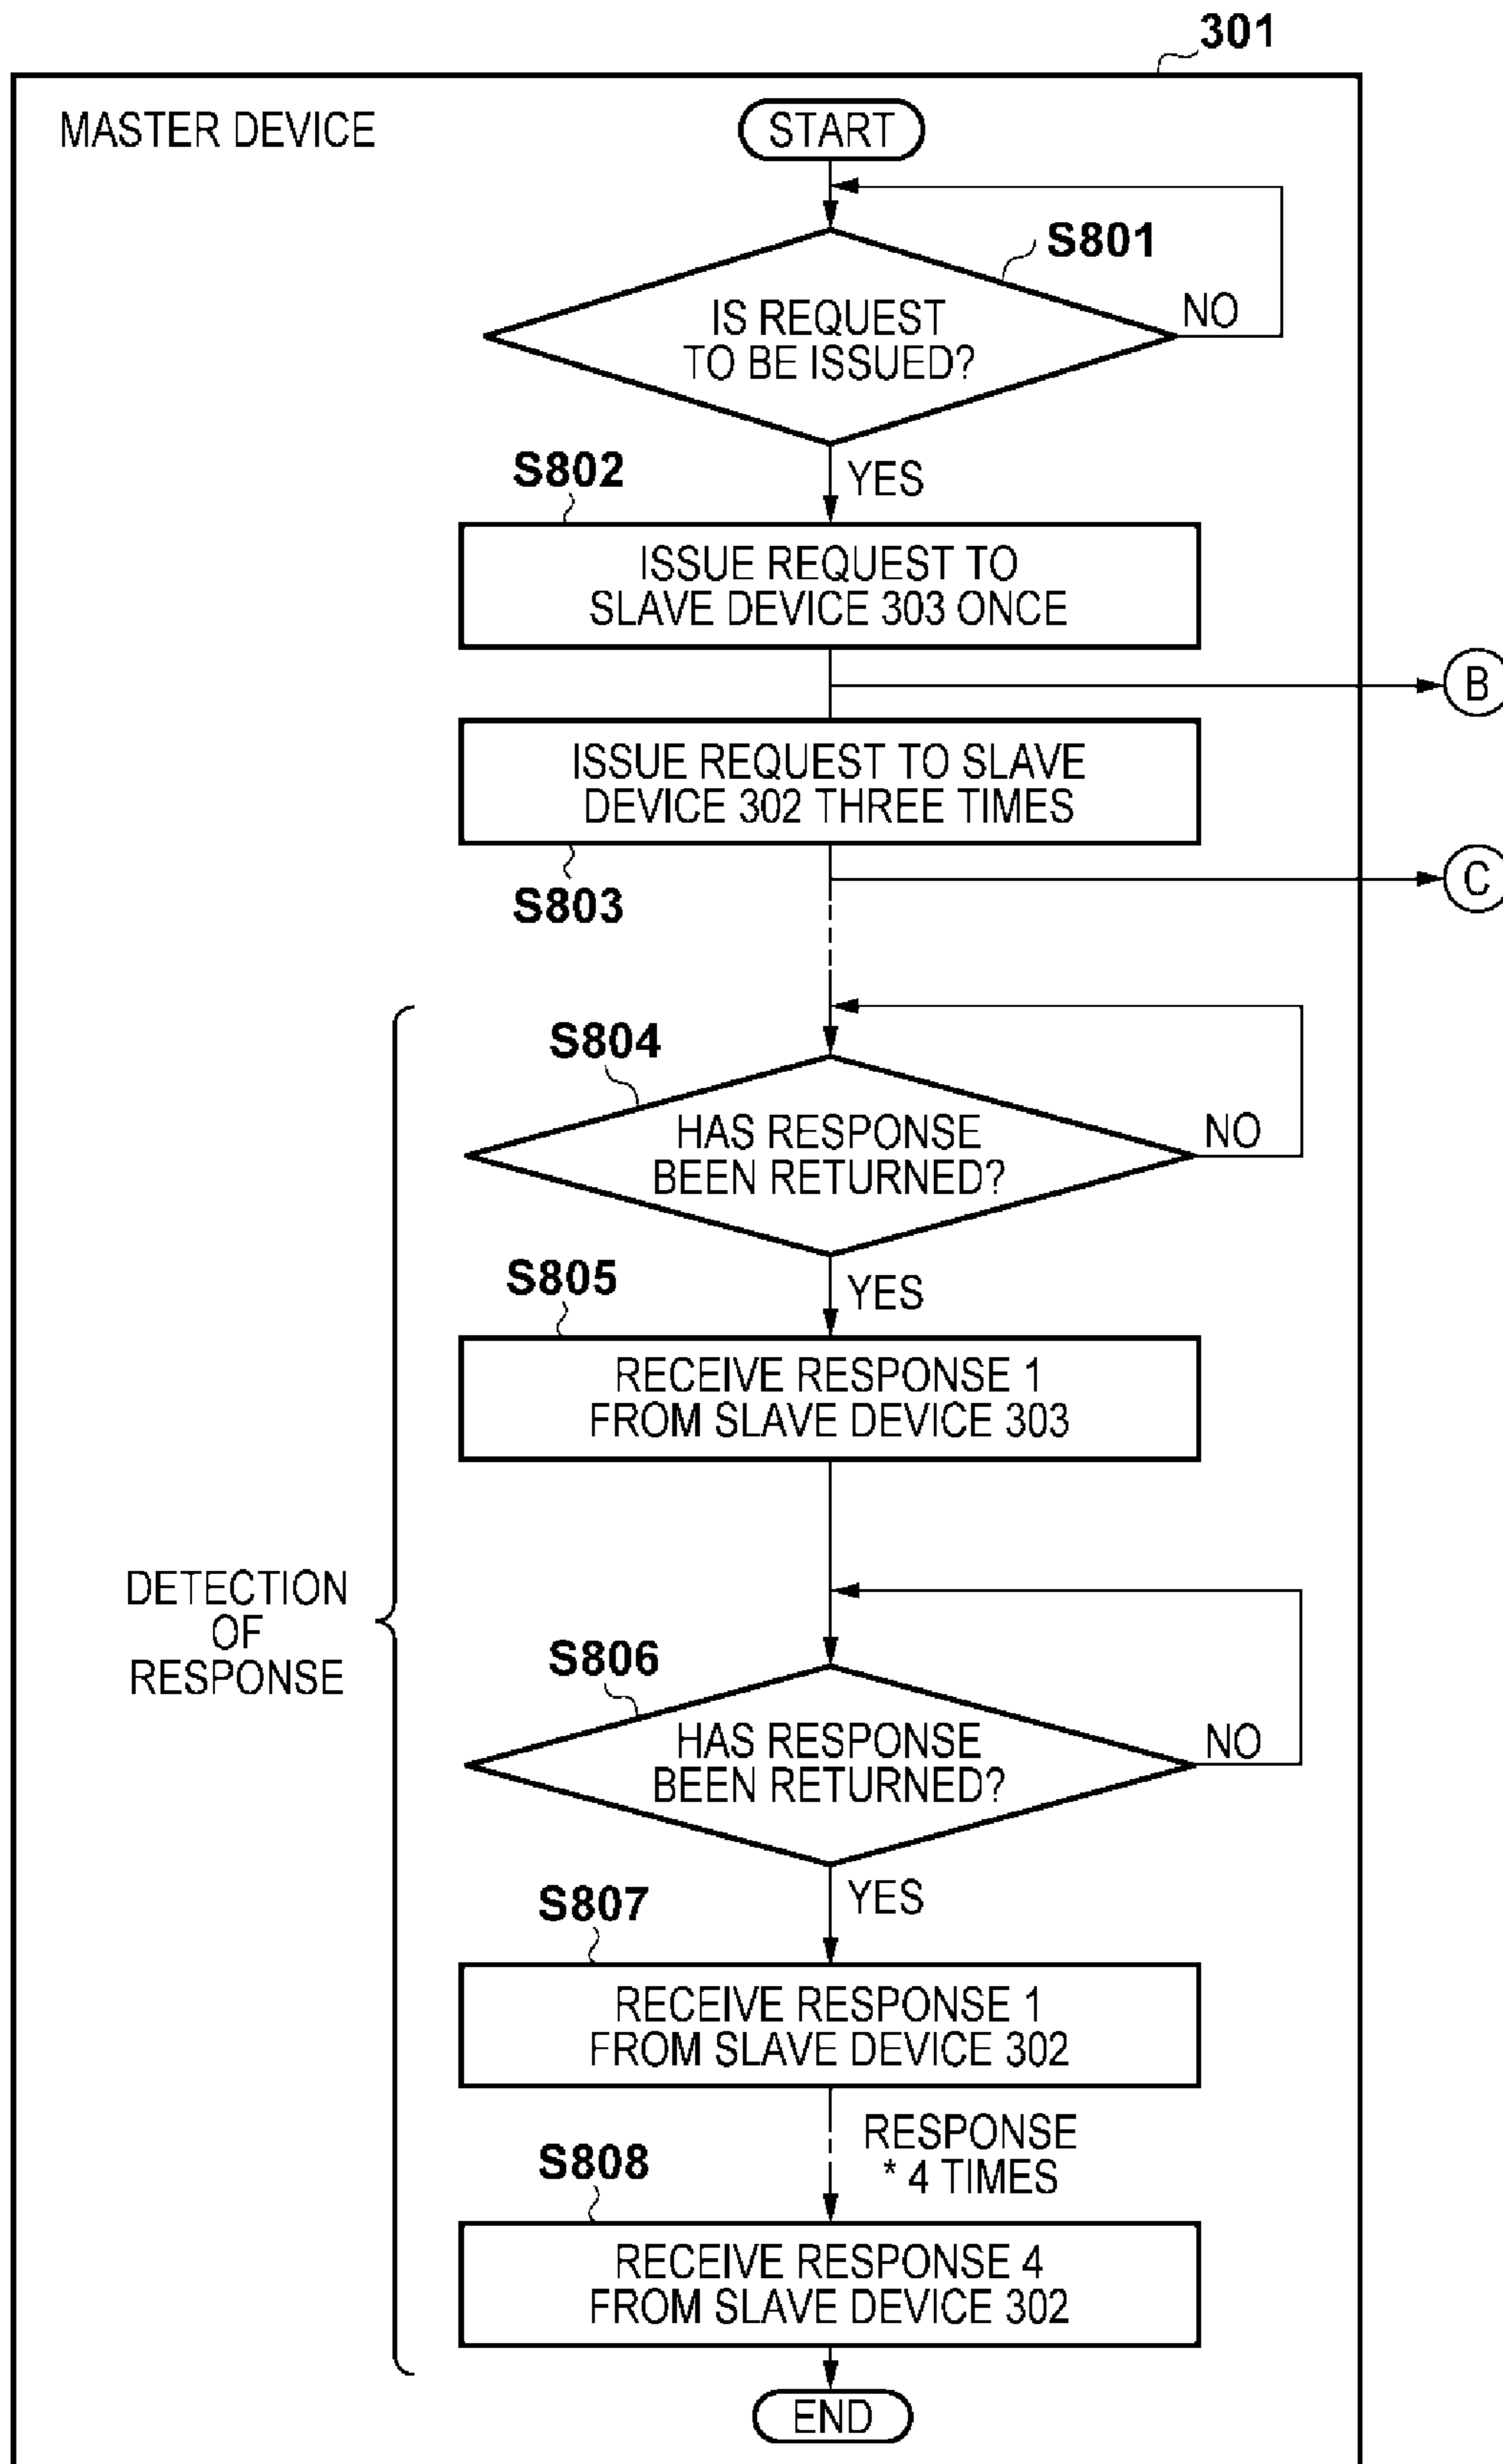 301
MASTER DEVICE
START
S801
IS REQUEST
TO BE ISSUED?
NO
YES
S802
ISSUE REQUEST TO
SLAVE DEVICE 303 ONCE
B
ISSUE REQUEST TO SLAVE
DEVICE 302 THREE TIMES
S803
C
S804
HAS RESPONSE
BEEN RETURNED?
NO
YES
S805
RECEIVE RESPONSE 1
FROM SLAVE DEVICE 303
DETECTION
OF
RESPONSE
S806
HAS RESPONSE
BEEN RETURNED?
NO
YES
S807
RECEIVE RESPONSE 1
FROM SLAVE DEVICE 302
RESPONSE
* 4 TIMES
S808
RECEIVE RESPONSE 4
FROM SLAVE DEVICE 302
END